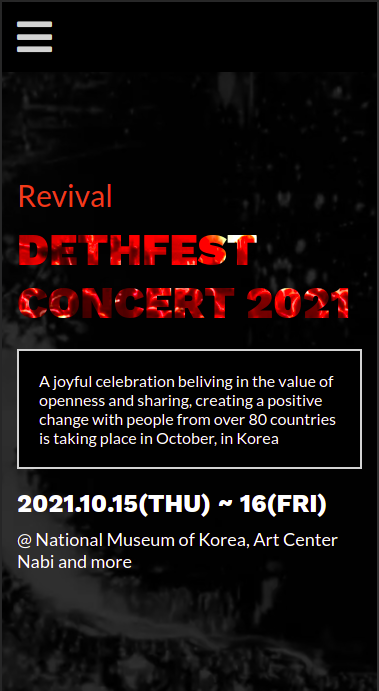 Revival
DETHFEST
CONCERT 2021
A joyful celebration beliving in the value of
openness and sharing, creating a positive
change with people from over 80 countries
is taking place in October, in Korea
2021.10.15(THU) ~ 16(FRI)
@ National Museum of Korea, Art Center
Nabi and more